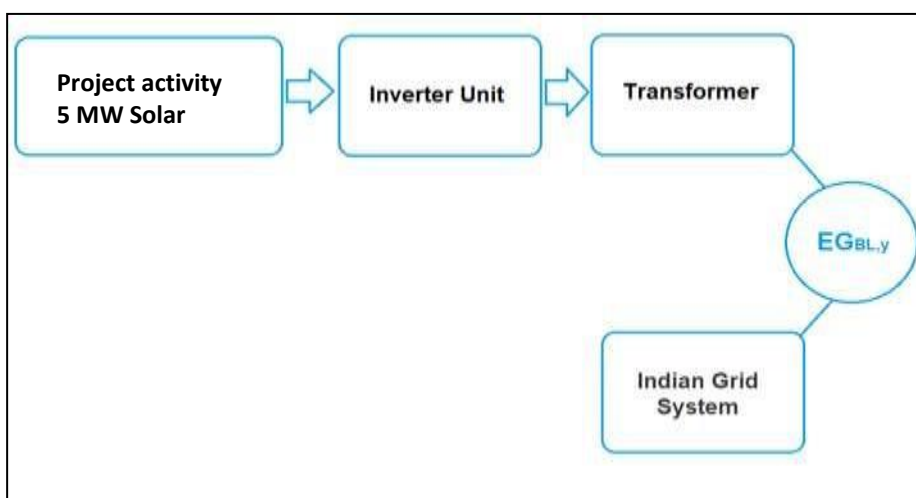 Project activity
5 MW Solar
Inverter Unit
Transformer
EGBL,y
Indian Grid
System